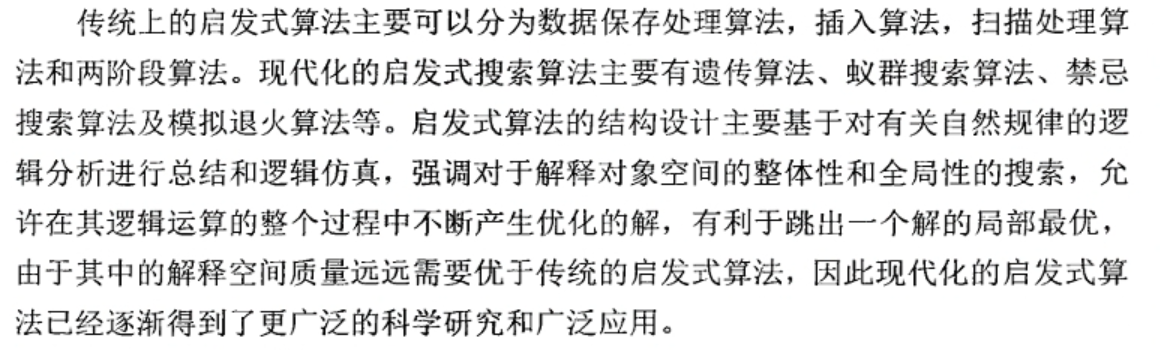 传统上的启发式算法主要可以分为数据保存处理算法，插入算法，扫描处理算
法和两阶段算法。现代化的启发式搜索算法主要有遗传算法、蚁群搜索算法、禁忌
搜索算法及模拟退火算法等。启发式算法的结构设计主要基于对有关自然规律的逻
辑分析进行总结和逻辑仿真，强调对于解释对象空间的整体性和全局性的搜索，允
许在其逻辑运算的整个过程中不断产生优化的解，有利于跳出一个解的局部最优，
由于其中的解释空间质量远远需要优于传统的启发式算法，因此现代化的启发式算
法已经逐渐得到了更广泛的科学研究和广泛应用。